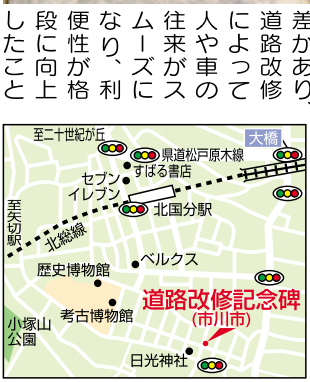 差があり、
道路改修
によって
人や車の
往来がス
ムーズに
なり、利
便性が格
段に向上
したこと
至二十世紀が丘
大橋
県道松戸原木線
すばる書店
セブン
イレブン
北国分駅
至矢切駅
北総線
ベルクス
歴史博物館
道路改修記念碑
(市川市)
考古博物館
小塚山
公園
日光神社